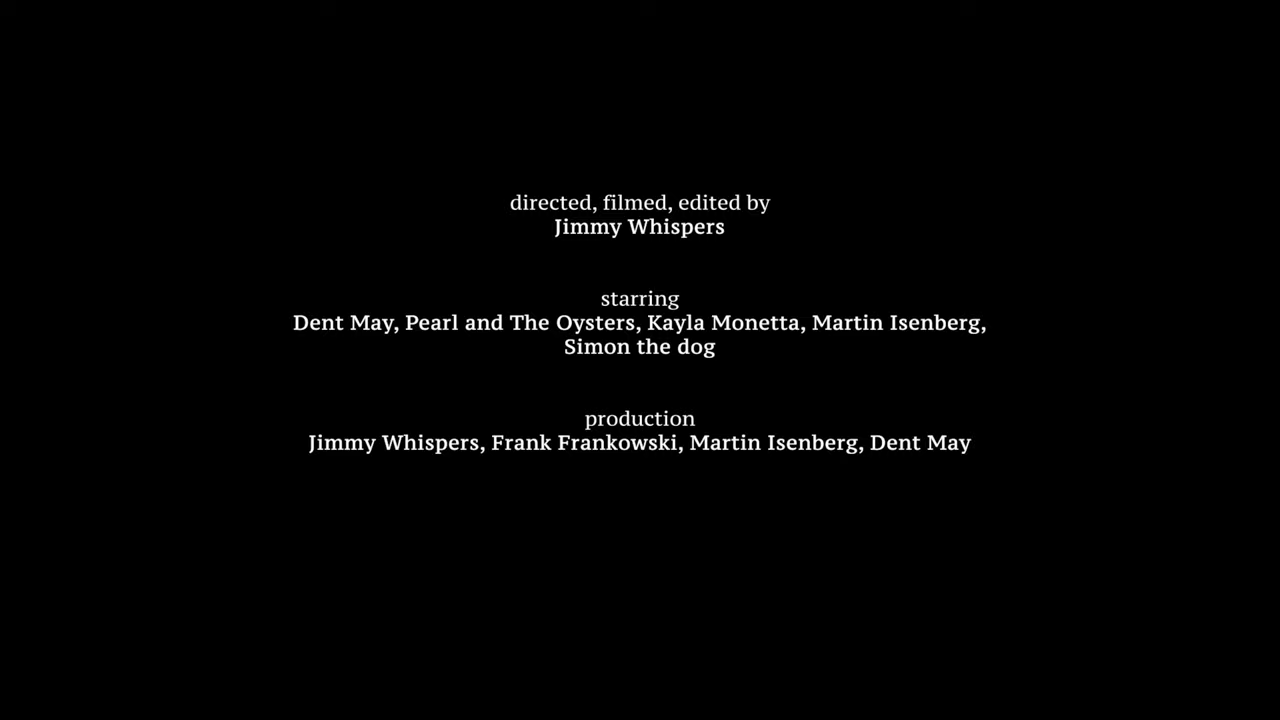 directed, filmed, edited by
Jimmy Whispers
starring
Dent May, Pearl and The Oysters, Kayla Monetta, Martin Isenberg,
Simon the dog
production
Jimmy Whispers, Frank Frankowski, Martin Isenberg, Dent May